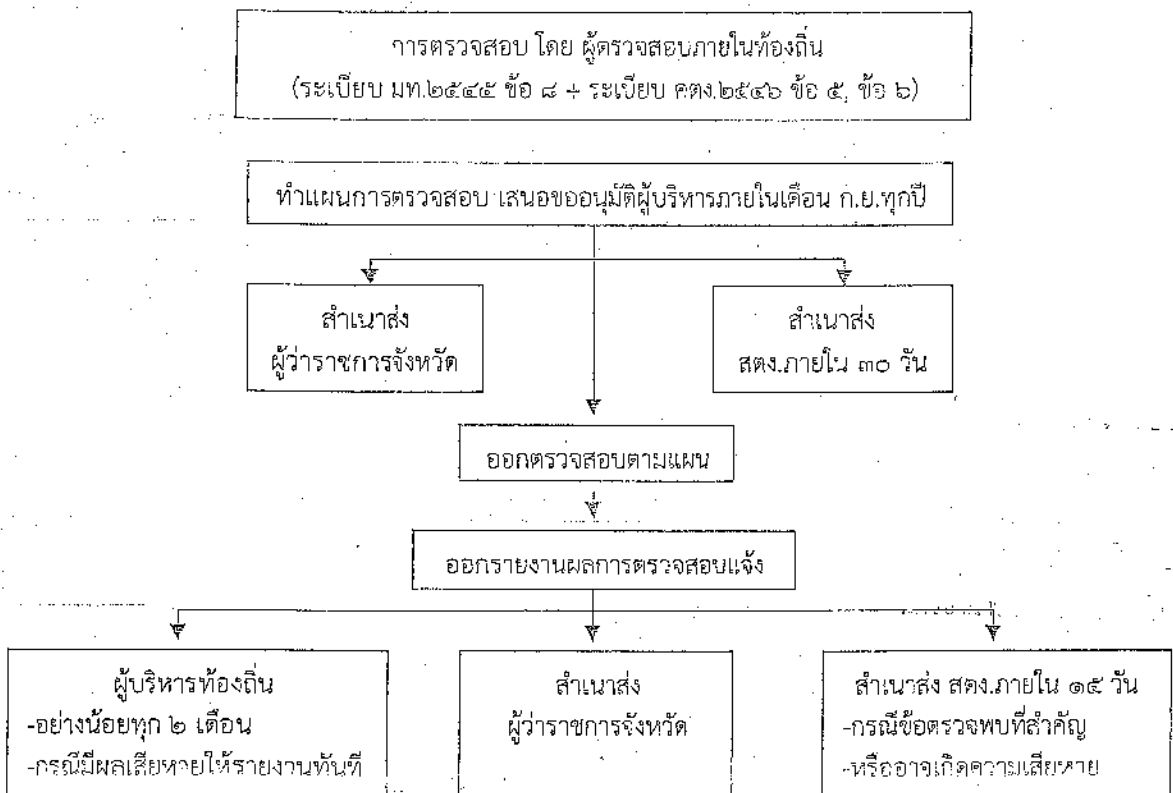 การตรวจสอบ โดย ผู้ตรวจสอบภายในท้องถิ่น
(ระเบียบ มท.๒๕๔๕ ข้อ ๘ + ระเบียบ คตง.๒๕๔๖ ข้อ ๕, ข้อ ๖)
ทำแผนการตรวจสอบ เสนอขออนุมัติผู้บริหารภายในเดือน ก.ย.ทุกปี
สำเนาส่ง
ผู้ว่าราชการจังหวัด
สำเนาส่ง
สตง.ภายใน ๓๐ วัน
ออกตรวจสอบตามแผน
ออกรายงานผลการตรวจสอบแจ้ง
ผู้บริหารท้องถิ่น
-อย่างน้อยทุก ๒ เดือน
-กรณีมีผลเสียหายให้รายงานทันที
สำเนาส่ง
ผู้ว่าราชการจังหวัด
สำเนาส่ง สตง.ภายใน ๑๕ วัน
-กรณีข้อตรวจพบที่สำคัญ
-หรืออาจเกิดความเสียหาย